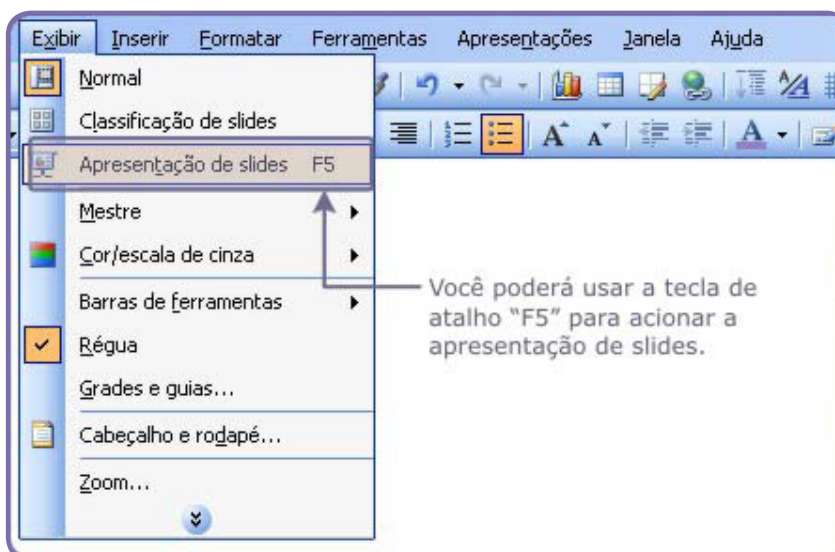 Exibir Inserir Formatar Ferramentas Apresentações Janela Ajuda
Normal
Classificação de slides
Apresentação de slides F5
Mestre
Cor/escala de cinza
Barras de ferramentas
Régua
Grades e guias...
Cabeçalho e rodapé...
Zoom...
Você poderá usar a tecla de
atalho “F5” para acionar a
apresentação de slides.